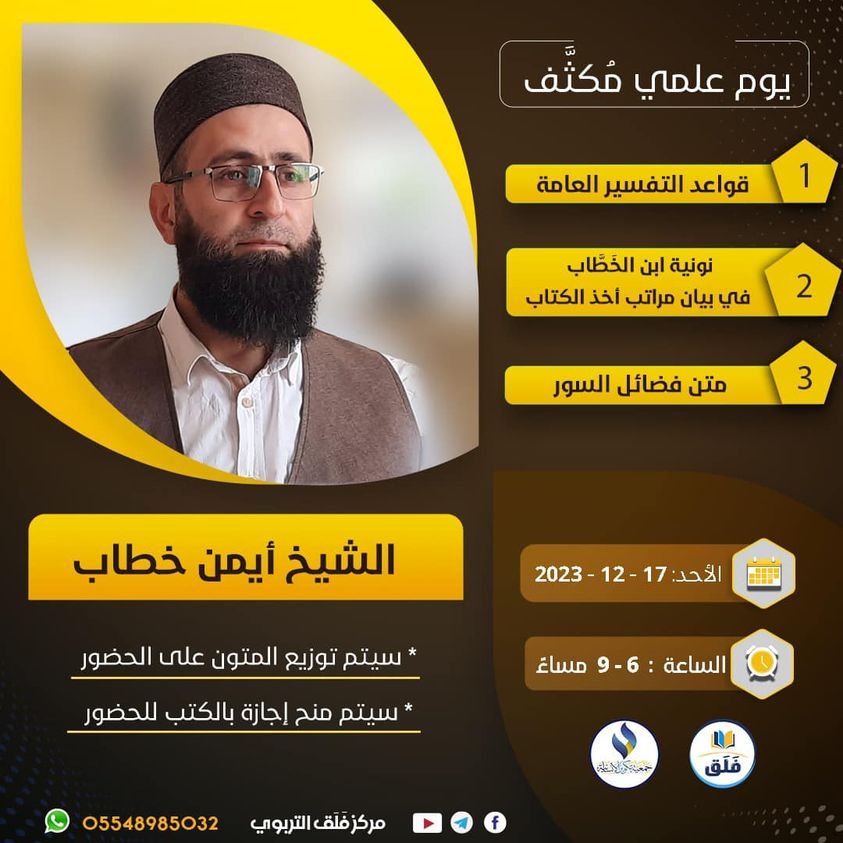 يوم علمي مُكثَّف
1 قواعد التفسير العامة
2 نونية ابن الخَطَّاب
في بيان مراتب أخذ الكتاب
3 متن فضائل السور
الشيخ أيمن خطاب
* سيتم توزيع المتون على الحضور
* سيتم منح إجازة بالكتب للحضور
الأحد: 17 - 12 - 2023
الساعة : 6 - 9 مساءً
فَلَق
مركز فَلَق التربوي
05548985032